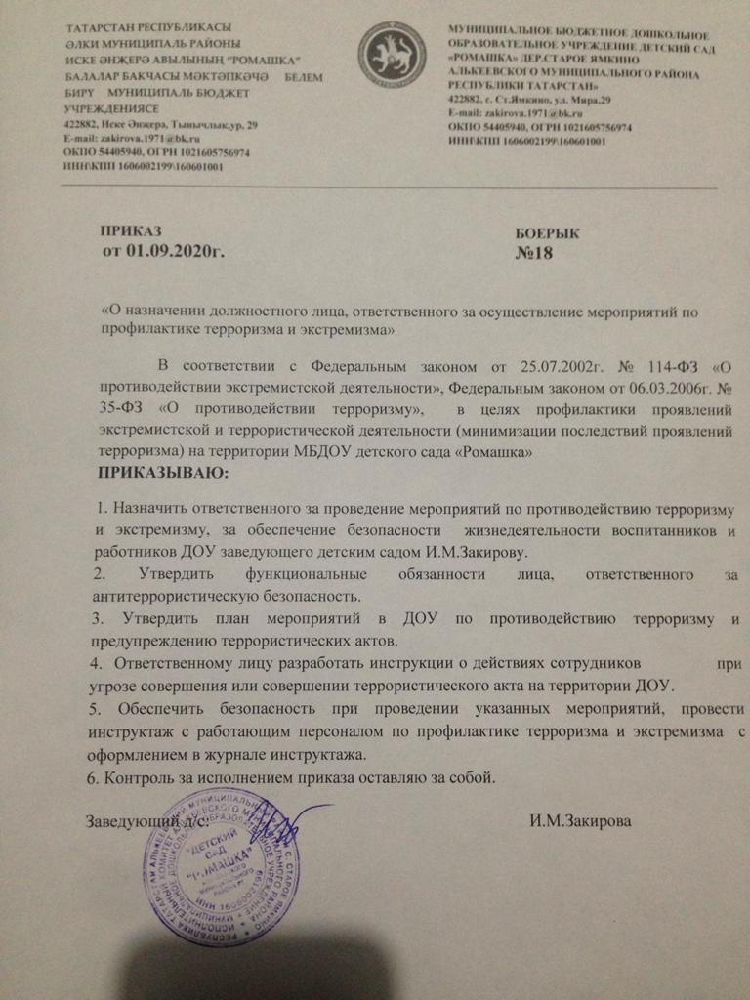 ТАТАРСТАН РЕСПУБЛИКАСЫ
ӘЛКИ МУНИЦИПАЛЬ РАЙОНЫ
ИСКЕ ӘНЖЕРӘ АВЫЛЫНЫҢ "РОМАШКА"
БАЛАЛАР БАКЧАСЫ МӘКТӘПКӘЧӘ БЕЛЕМ
БИРҮ МУНИЦИПАЛЬ БЮДЖЕТ
УЧРЕЖДЕНИЯСЕ
422882, Иске Әнжерә, Тынычлык,ур, 29
E-mail: zakirova.1971@bk.ru
ОКПО 54405940, ОГРН 1021605756974
ИНН\КПП 1606002199\160601001
МУНИЦИПАЛЬНОЕ БЮДЖЕТНОЕ ДОШКОЛЬНОЕ
ОБРАЗОВАТЕЛЬНОЕ УЧРЕЖДЕНИЕ ДЕТСКИЙ САД
«РОМАШКА» ДЕР.СТАРОЕ ЯМКИНО
АЛЬКЕЕВСКОГО МУНИЦИПАЛЬНОГО РАЙОНА
РЕСПУБЛИКИ ТАТАРСТАН»
422882, с. Ст.Ямкино, ул. Мира,29
E-mail: zakirova.1971@bk.ru
ОКПО 54405940, ОГРН 1021605756974
ИНН\КПП 1606002199\160601001
ПРИКАЗ
от 01.09.2020г.
БОЕРЫК
№18
«О назначении должностного лица, ответственного за осуществление мероприятий по
профилактике терроризма и экстремизма»
В соответствии с Федеральным законом от 25.07.2002г. № 114-ФЗ «О
противодействии экстремистской деятельности», Федеральным законом от 06.03.2006г. №
35-ФЗ «О противодействии терроризму», в целях профилактики проявлений
экстремистской и террористической деятельности (минимизации последствий проявлений
терроризма) на территории МБДОУ детского сада «Ромашка»
ПРИКАЗЫВАЮ:
1. Назначить ответственного за проведение мероприятий по противодействию терроризму
и экстремизму, за обеспечение безопасности жизнедеятельности воспитанников и
работников ДОУ заведующего детским садом И.М.Закирову.
2. Утвердить функциональные обязанности лица, ответственного за
антитеррористическую безопасность.
3. Утвердить план мероприятий в ДОУ по противодействию терроризму и
предупреждению террористических актов.
4. Ответственному лицу разработать инструкции о действиях сотрудников при
угрозе совершения или совершении террористического акта на территории ДОУ.
5. Обеспечить безопасность при проведении указанных мероприятий, провести
инструктаж с работающим персоналом по профилактике терроризма и экстремизма с
оформлением в журнале инструктажа.
6. Контроль за исполнением приказа оставляю за собой.
Заведующий д/с:
И.М.Закирова
"ДЕТСКИЙ
САД
"РОМАШКА"
ИНН 1606002199